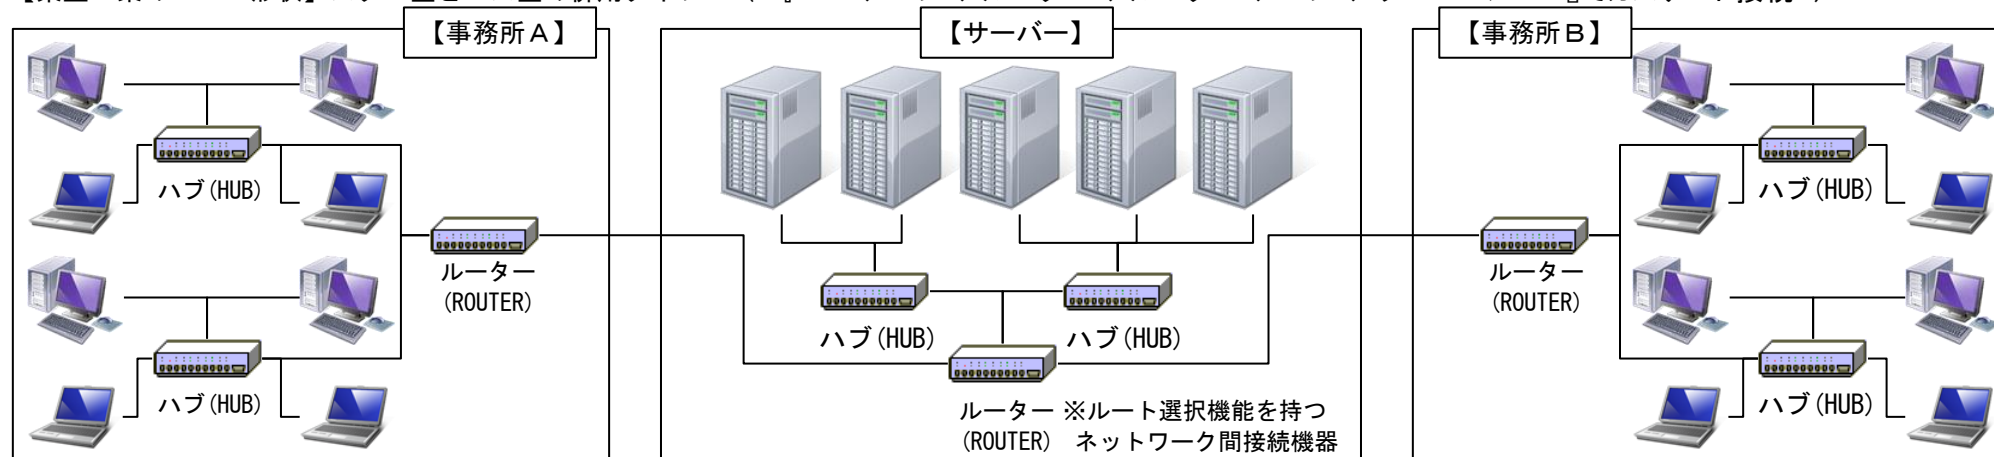 【事務所A】
【サーバー】
【事務所B】
ハブ(HUB)
ハブ(HUB)
ルーター
(ROUTER)
ルーター
(ROUTER)
ハブ(HUB)
ハブ(HUB)
ハブ(HUB)
ハブ(HUB)
ルーター ※ルート選択機能を持つ
(ROUTER) ネットワーク間接続機器